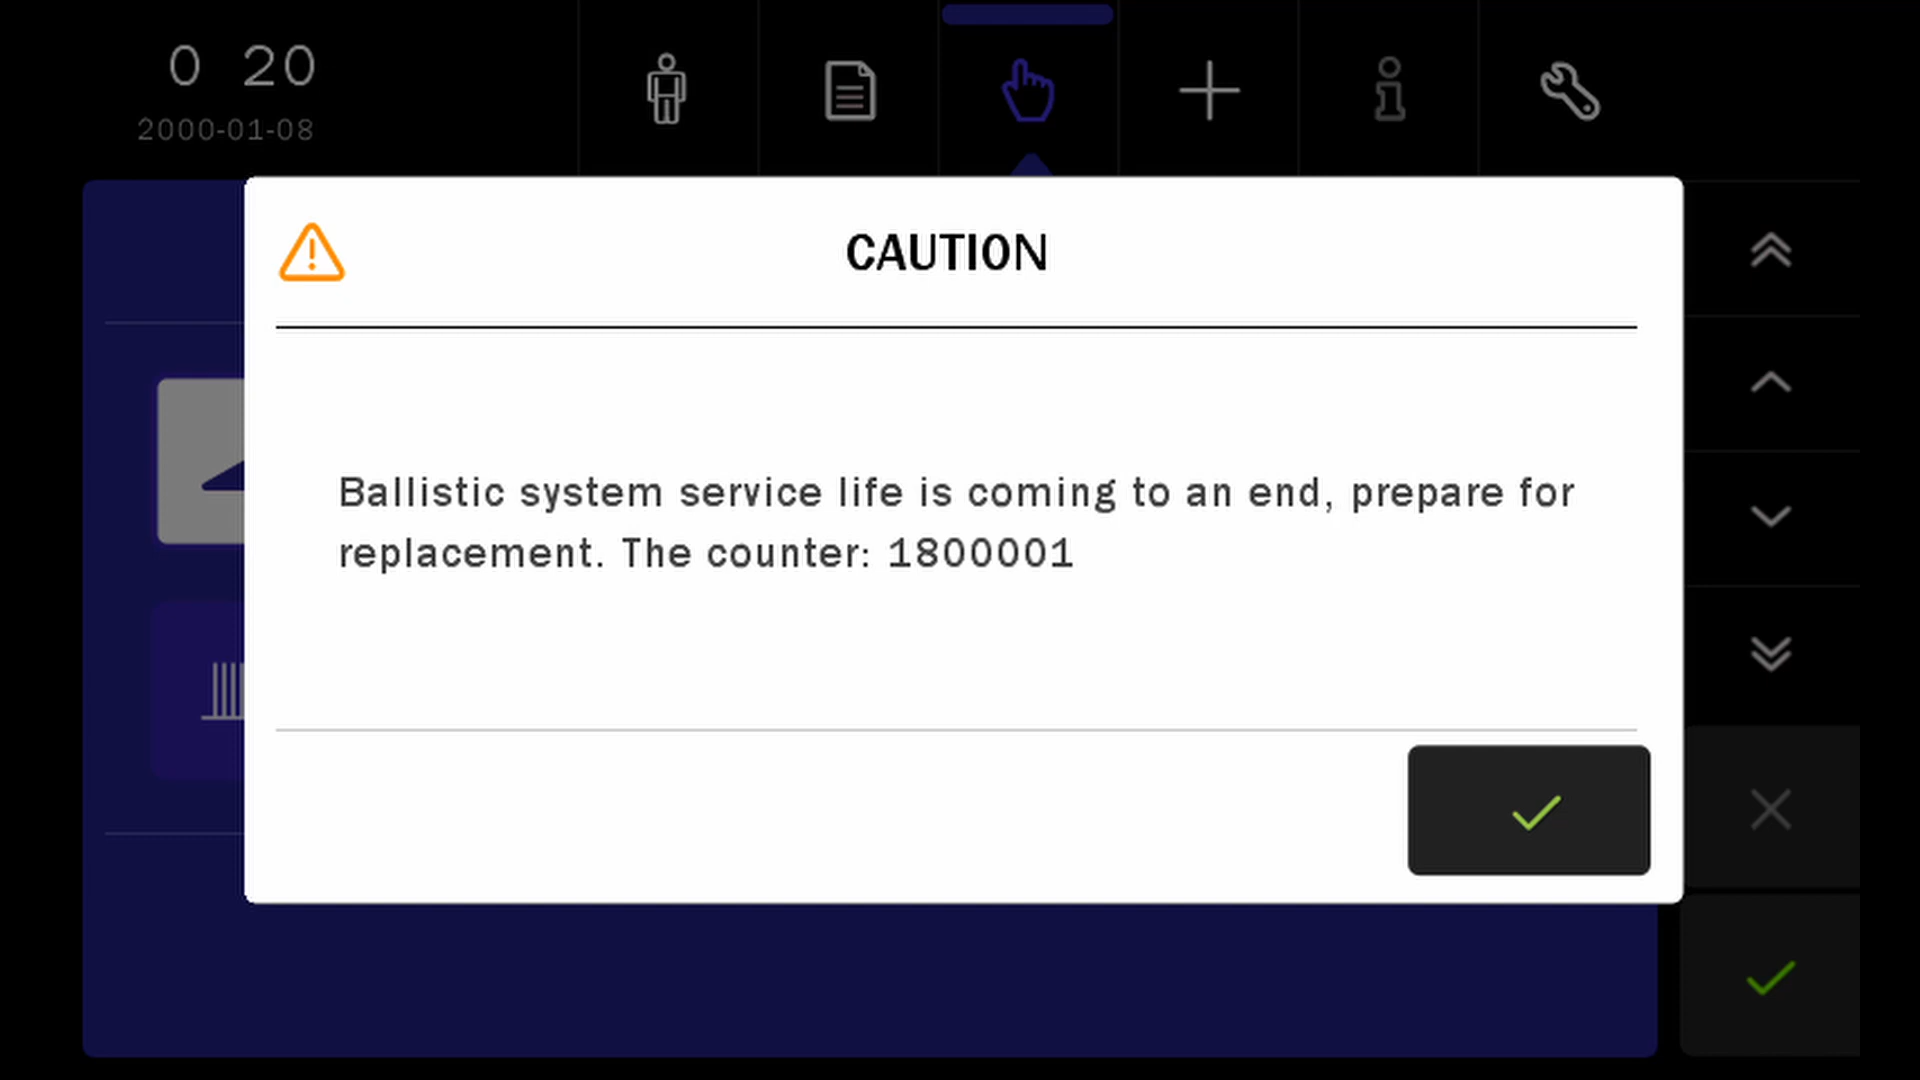 0 20
2000-01-08
CAUTION
Ballistic system service life is coming to an end, prepare for
replacement. The counter: 1800001